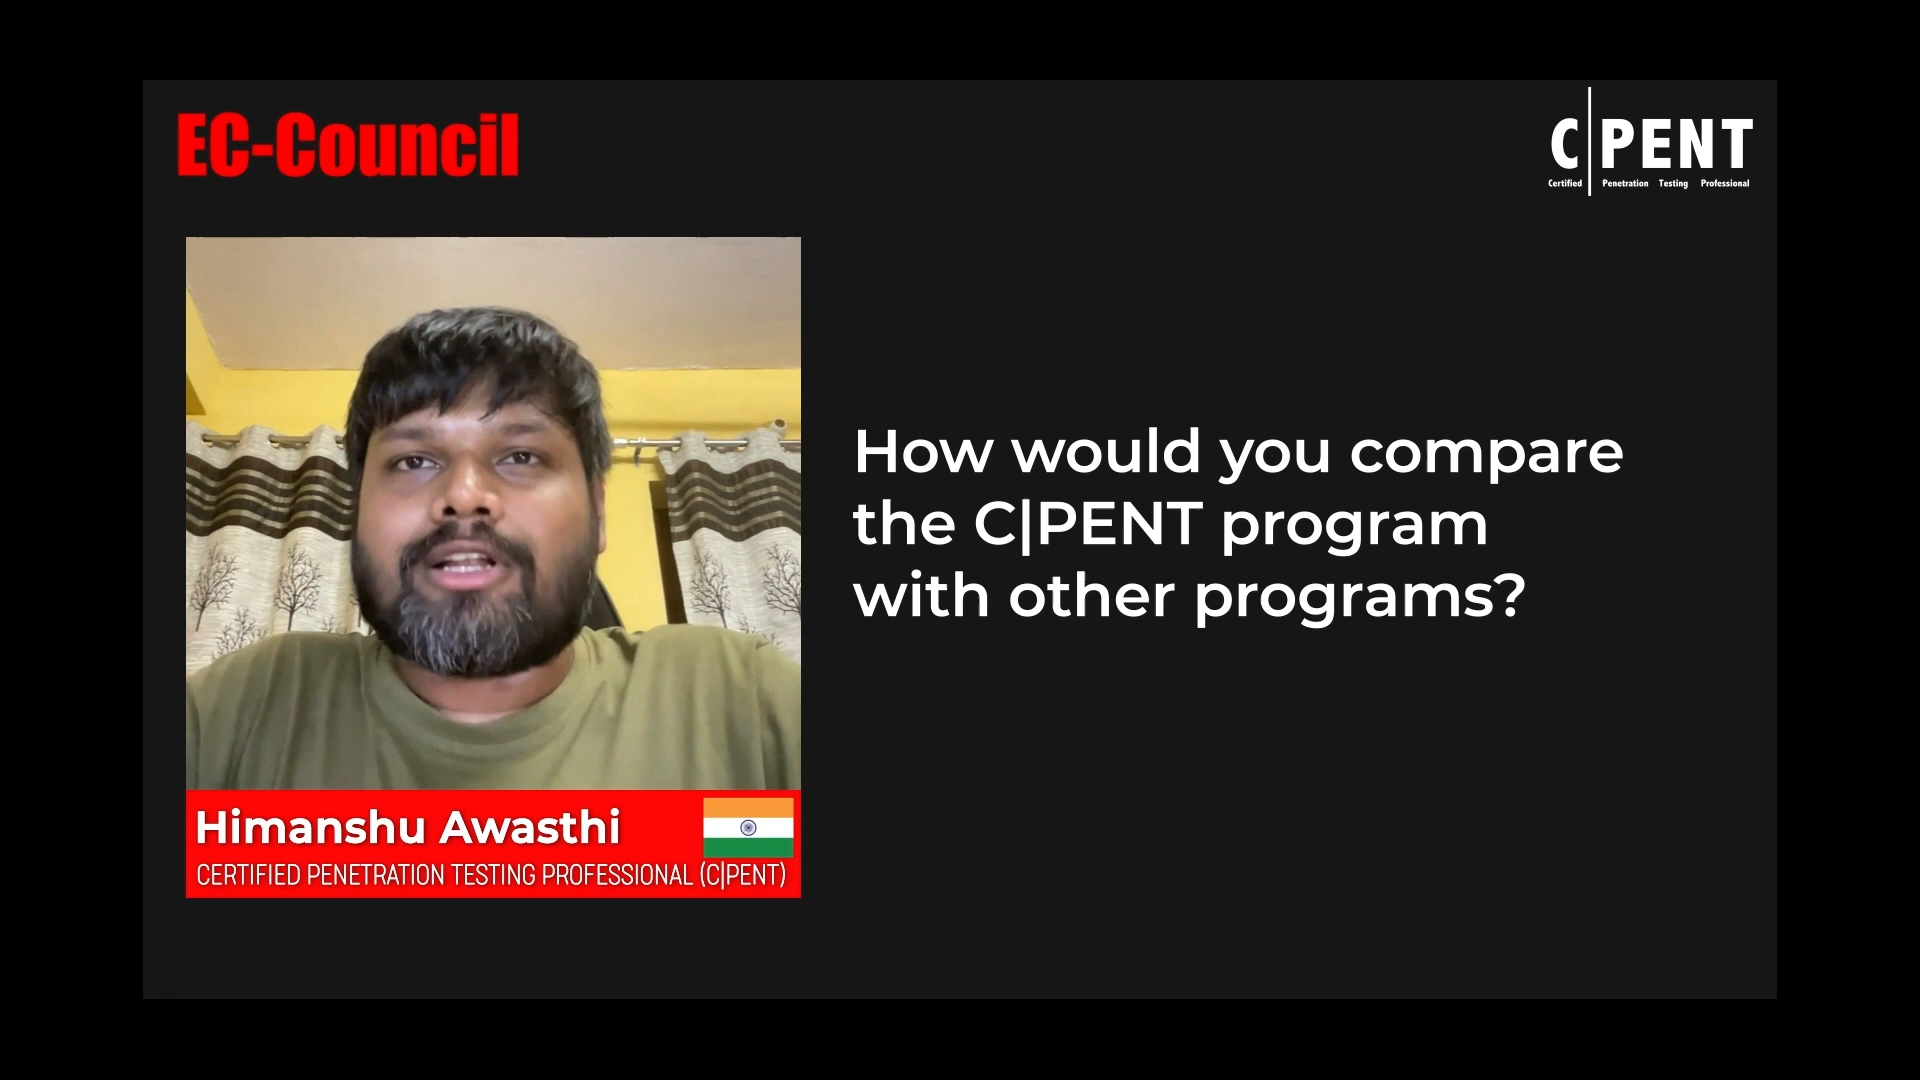 EC-Council
C|PENT
Certified Penetration Testing Professional
How would you compare
the C|PENT program
with other programs?
Himanshu Awasthi
CERTIFIED PENETRATION TESTING PROFESSIONAL (C|PENT)